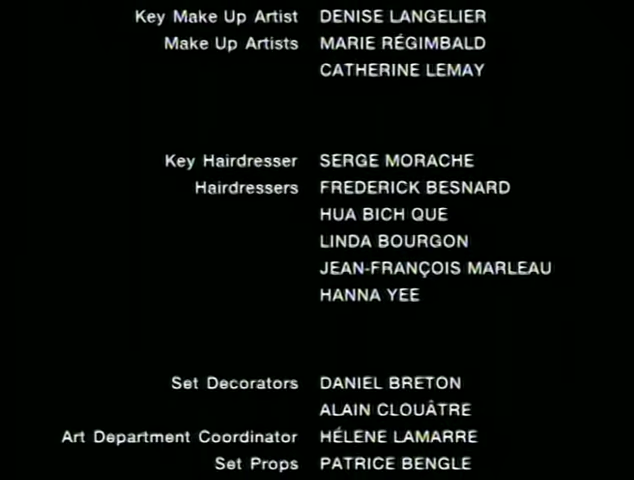 Key Make Up Artist DENISE LANGELIER
Make Up Artists MARIE RÉGIMBALD
CATHERINE LEMAY
Key Hairdresser SERGE MORACHE
Hairdressers FREDERICK BESNARD
HUA BICH QUE
LINDA BOURGON
JEAN-FRANÇOIS MARLEAU
HANNA YEE
Set Decorators DANIEL BRETON
ALAIN CLOUÂTRE
Art Department Coordinator HÉLENE LAMARRE
Set Props PATRICE BENGLE